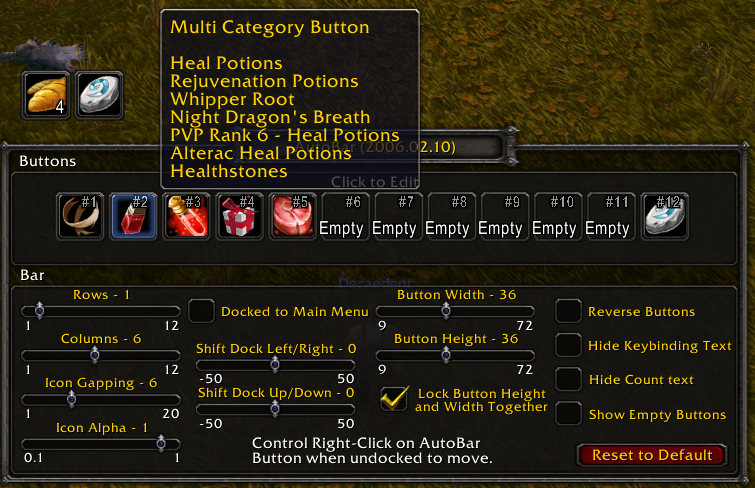 Multi Category Button
Heal Potions
Rejuvenation Potions
Whipper Root
Night Dragon's Breath
PVP Rank 6 - Heal Potions
Alterac Heal Potions
Healthstones
4
AutoBar (2006.02.10)
Buttons
Click to Edit
#1 #2 #3 #4 #5 #6 #7 #8 #9 #10 #11 #12
Empty Empty Empty Empty Empty Empty
Bar
Rows - 1
1 12
Columns - 6
1 12
Icon Gapping - 6
1 20
Icon Alpha - 1
0.1 1
Docked to Main Menu
Shift Dock Left/Right - 0
-50 50
Shift Dock Up/Down - 0
-50 50
Control Right-Click on AutoBar
Button when undocked to move.
Button Width - 36
9 72
Button Height - 36
9 72
Lock Button Height
and Width Together
Reverse Buttons
Hide Keybinding Text
Hide Count text
Show Empty Buttons
Reset to Default